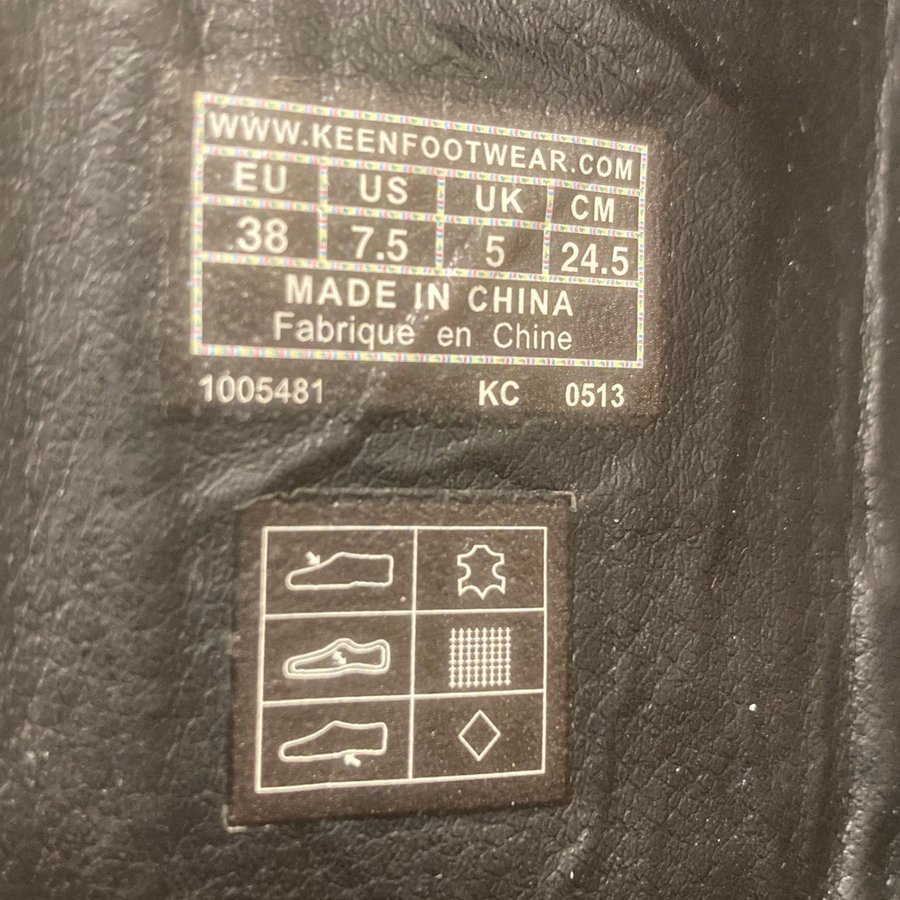 WWW.KEENFOOTWEAR.COM
EU US UK CM
38 7.5 5 24.5
MADE IN CHINA
Fabriqué en Chine
1005481 KC 0513